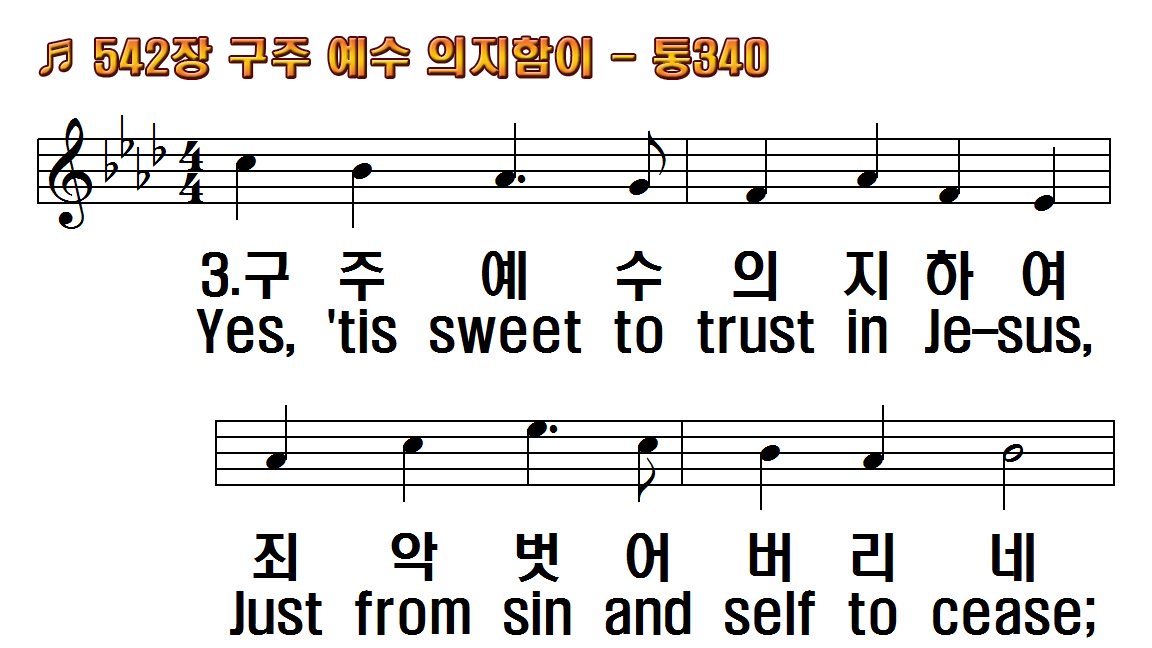 ♬ 542장 구주 예수 의지함이 - 통340
3.구 주 예 수 의 지 하 여
Yes, 'tis sweet to trust in Je-sus,
죄 악 벗 어 버 리 네
Just from sin and self to cease;